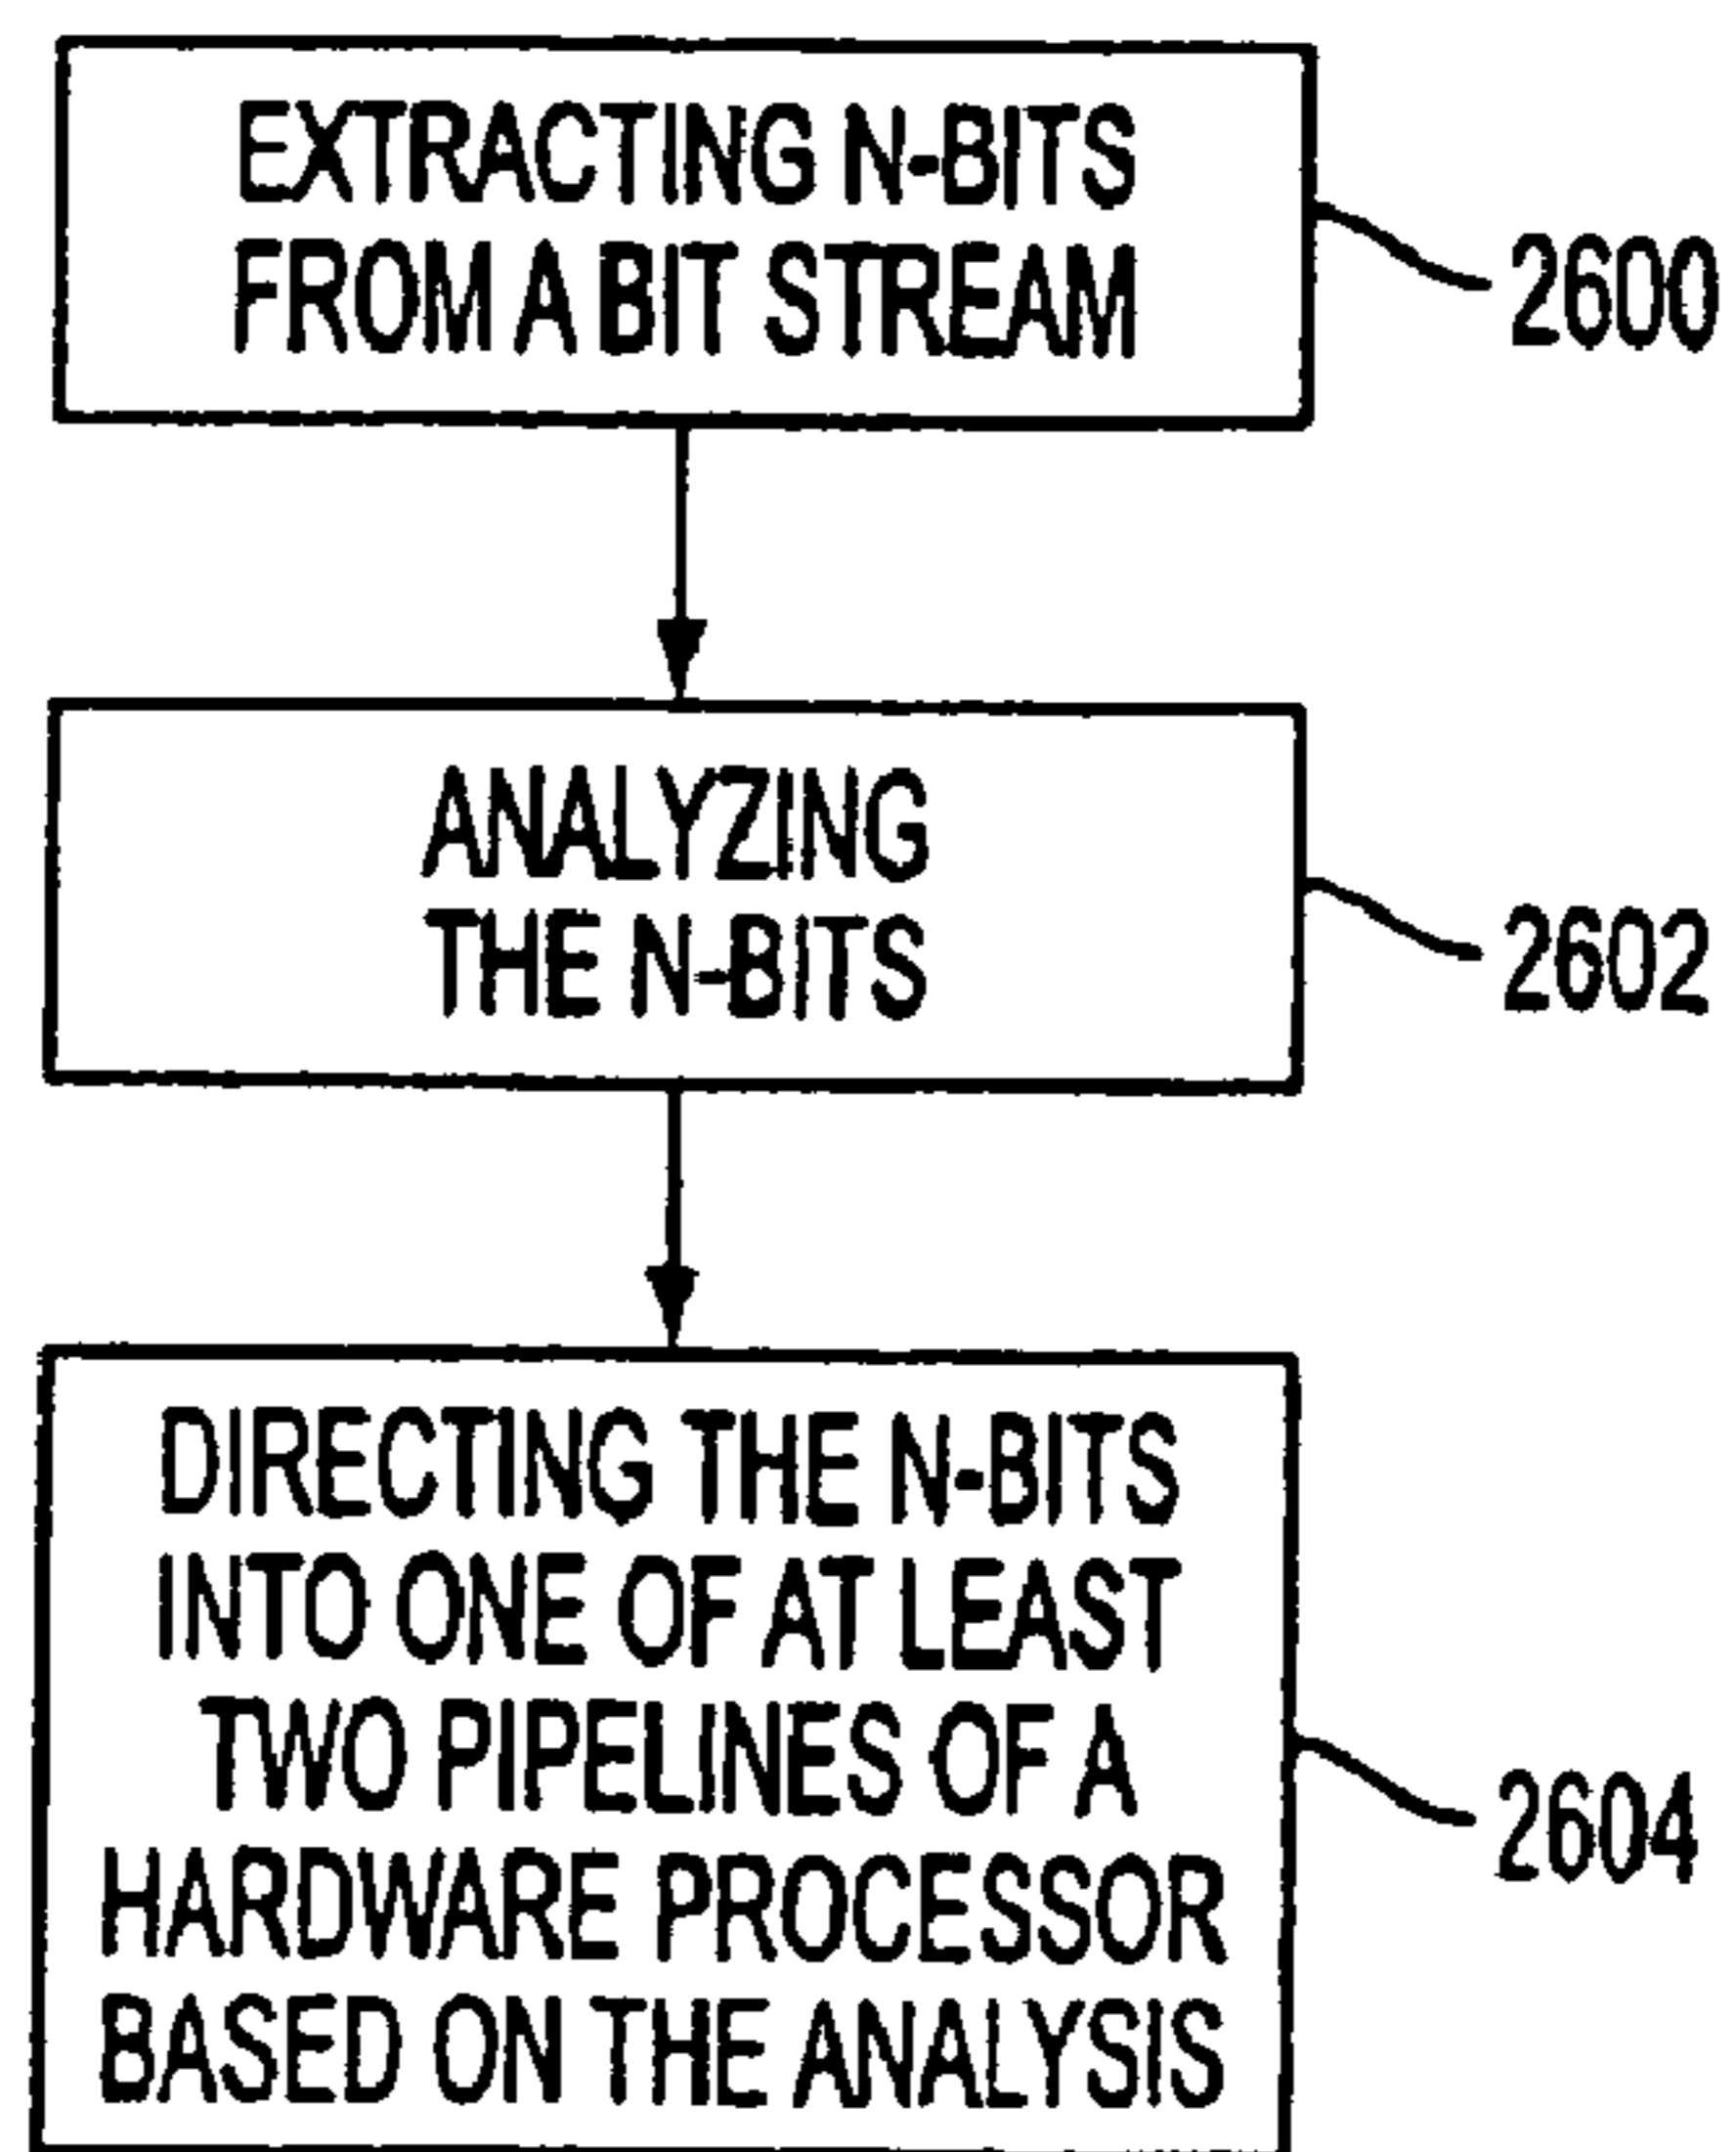 EXTRACTING N-BITS
FROM A BIT STREAM
2600
ANALYZING
THE N-BITS
2602
DIRECTING THE N-BITS
INTO ONE OF AT LEAST
TWO PIPELINES OF A
HARDWARE PROCESSOR
BASED ON THE ANALYSIS
2604